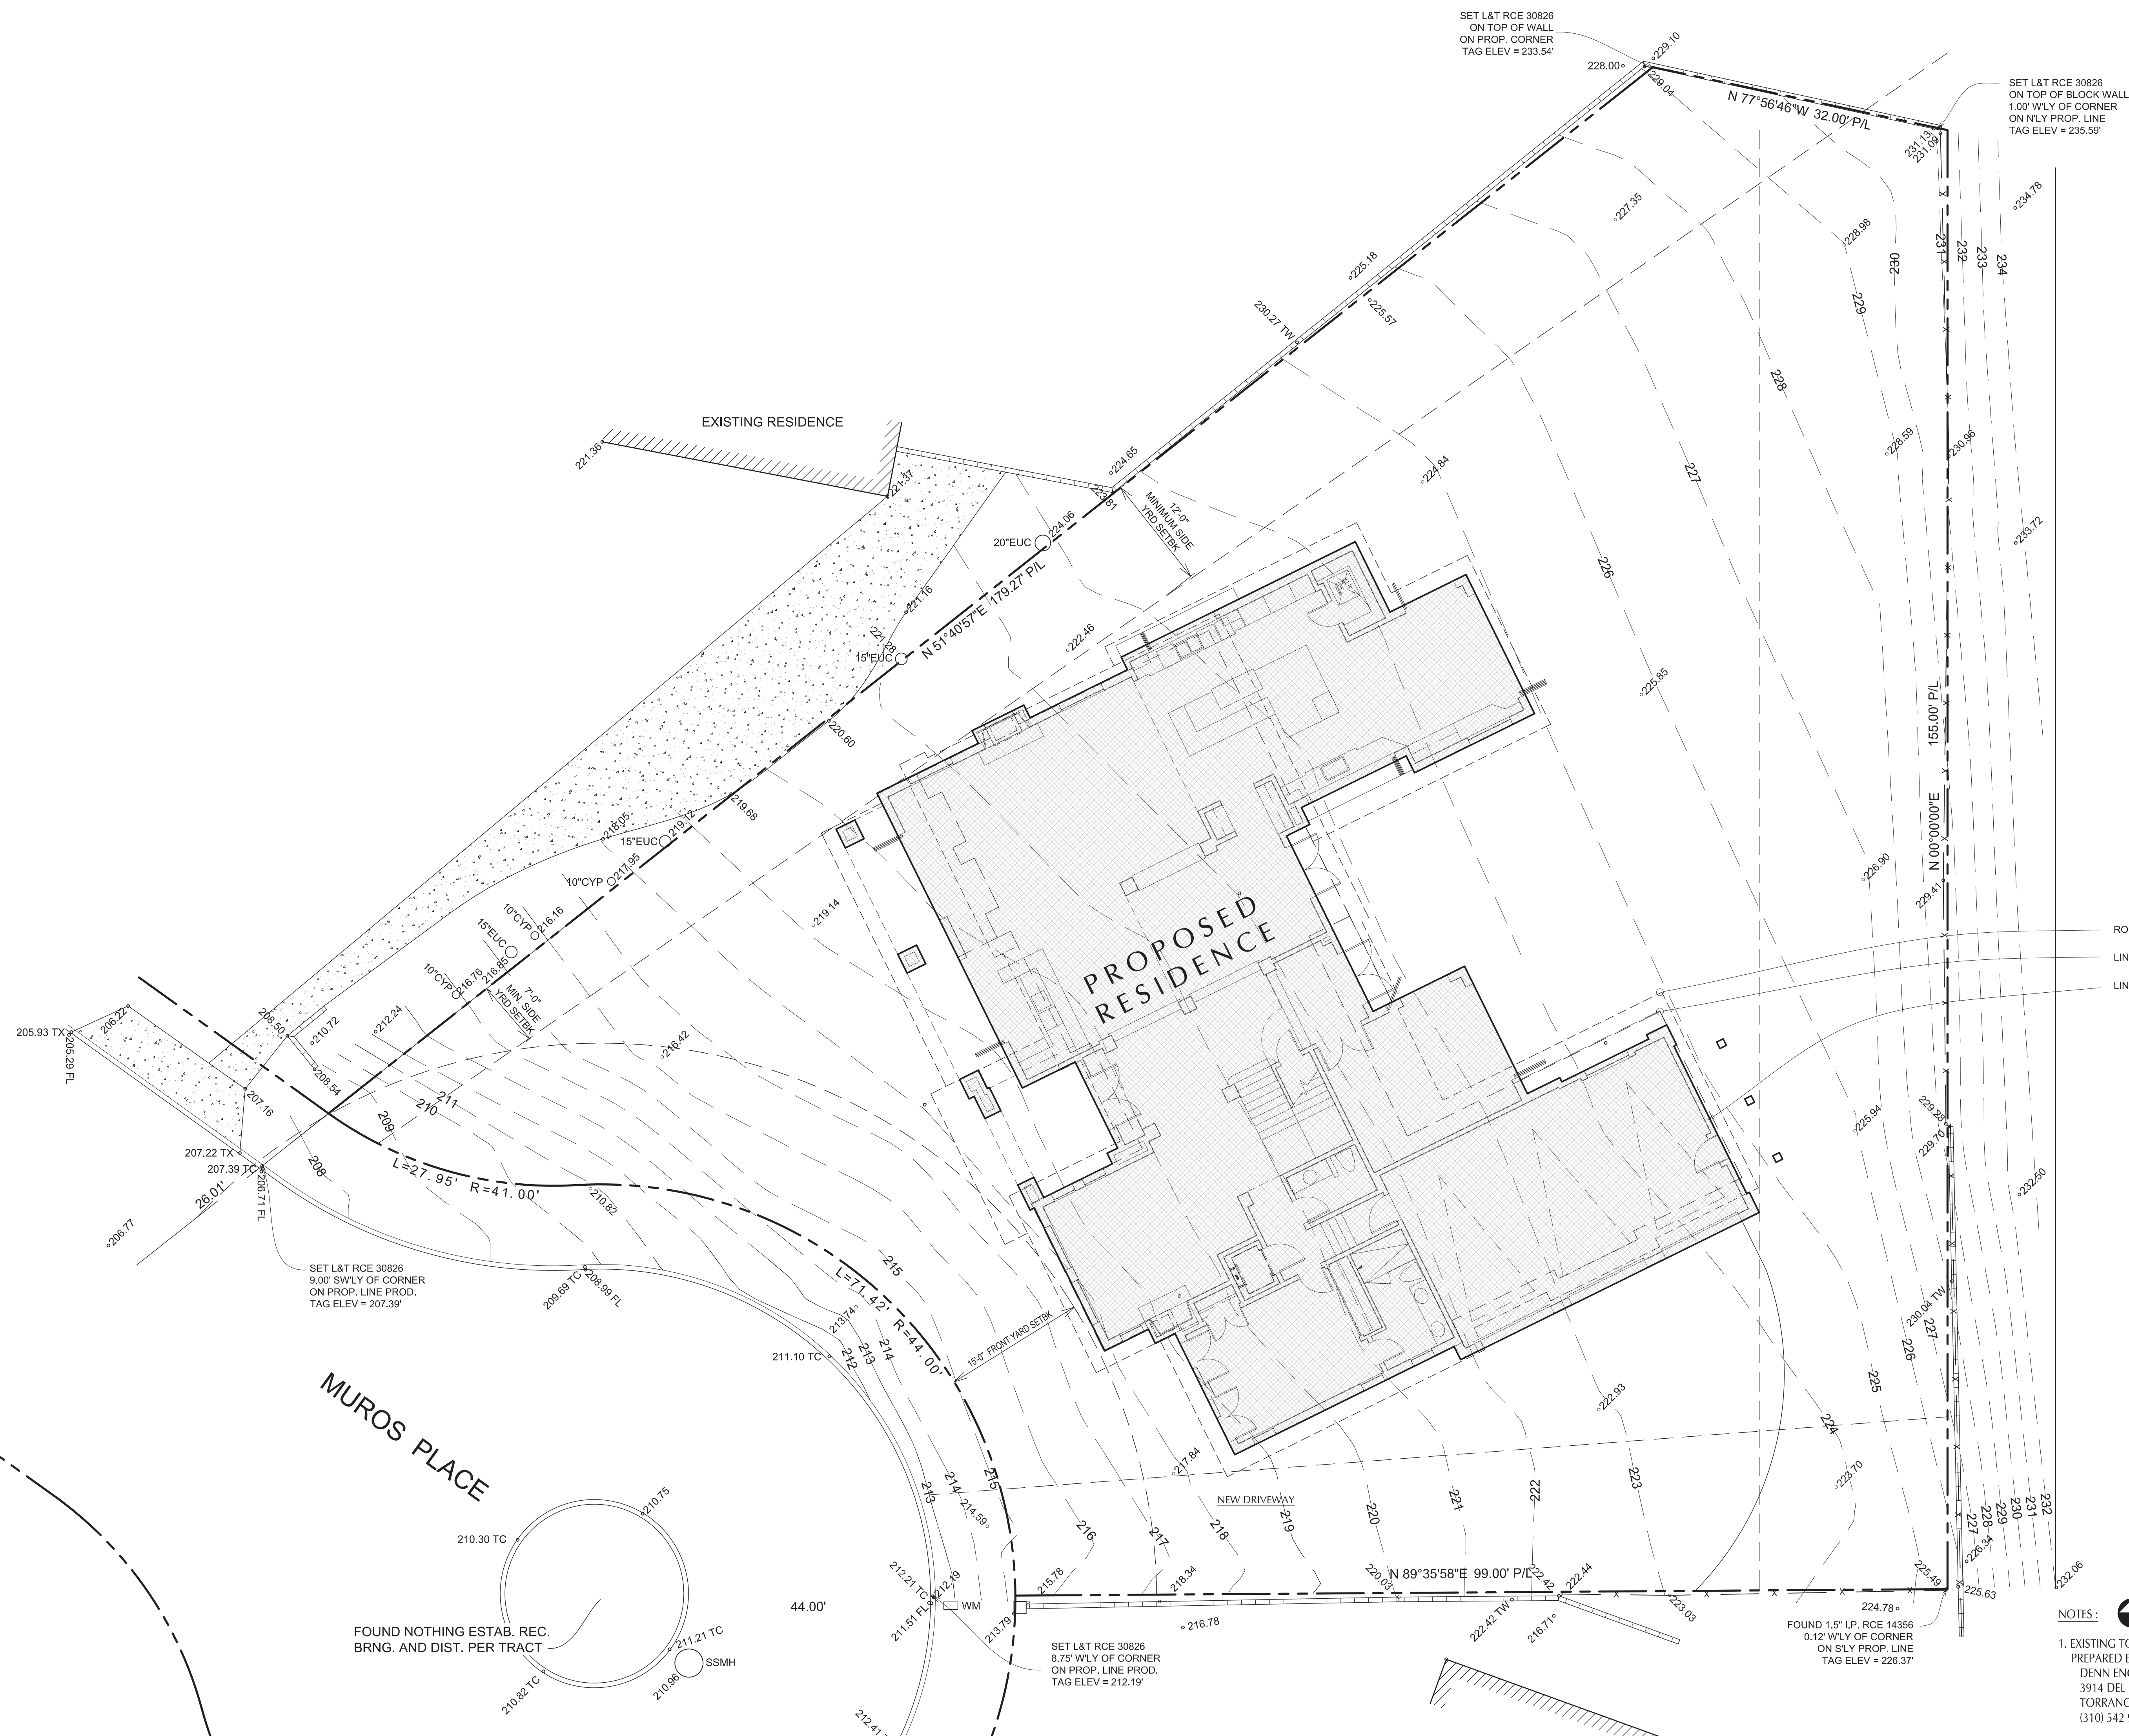 SET L&T RCE 30826
ON TOP OF WALL
ON PROP. CORNER
TAG ELEV = 233.54'
229.10
228.00
229.04
N 77°56'46"W 32.00' P/L
SET L&T RCE 30826
ON TOP OF BLOCK WALL
1.00' W'LY OF CORNER
ON N'LY PROP. LINE
TAG ELEV = 235.59'
231.13
231.09
234.78
227.35
228.98
230
231
232
233
234
229
225.18
225.57
230.27 TW
228
EXISTING RESIDENCE
221.36
221.37
224.65
223.81
224.84
227
228.59
230.96
12'-0"
MINIMUM SIDE
YRD SETBK
20"EUC
224.06
233.72
226
N 51°40'57"E 179.27' P/L
221.16
221.28
15"EUC
222.46
225.85
N 00°00'00"E 155.00' P/L
220.60
219.68
218.05
219.12
15"EUC
10"CYP
217.95
226.90
229.41
10"CYP
216.16
15"EUC
216.85
10"CYP
216.76
219.14
PROPOSED
RESIDENCE
RO
LIN
LIN
7'-0"
MIN. SIDE
YRD SETBK
206.22
205.93 TX
205.29 FL
208.50
210.72
212.24
216.42
208.54
207.16
211
210
209
208
229.28
229.70
225.94
207.22 TX
207.39 TC
206.71 FL
26.01'
206.77
L=27.95' R=41.00'
210.82
232.50
SET L&T RCE 30826
9.00' SW'LY OF CORNER
ON PROP. LINE PROD.
TAG ELEV = 207.39'
209.69 TC
208.99 FL
215
L=71.42' R=44.00'
213.74
214
213
212
211.10 TC
15'-0" FRONT YARD SETBK
230.04 TW
227
226
225
224
222.93
MUROS PLACE
217.84
223.70
213
214
215
214.59
NEW DRIVEWAY
216
217
218
219
220
221
222
223
227
228
229
230
231
232
210.75
210.30 TC
212.21 TC
212.19
211.51 FL
WM
44.00'
215.78
213.79
218.34
220.03
N 89°35'58"E 99.00' P/L
222.42
222.44
223.03
225.49
226.34
225.63
232.06
224.78
216.78
222.42 TW
216.71
FOUND NOTHING ESTAB. REC.
BRNG. AND DIST. PER TRACT
211.21 TC
SSMH
210.96
210.82 TC
SET L&T RCE 30826
8.75' W'LY OF CORNER
ON PROP. LINE PROD.
TAG ELEV = 212.19'
FOUND 1.5" I.P. RCE 14356
0.12' W'LY OF CORNER
ON S'LY PROP. LINE
TAG ELEV = 226.37'
212.41
NOTES :
1. EXISTING TO
PREPARED B
DENN ENG
3914 DEL
TORRANC
(310) 542